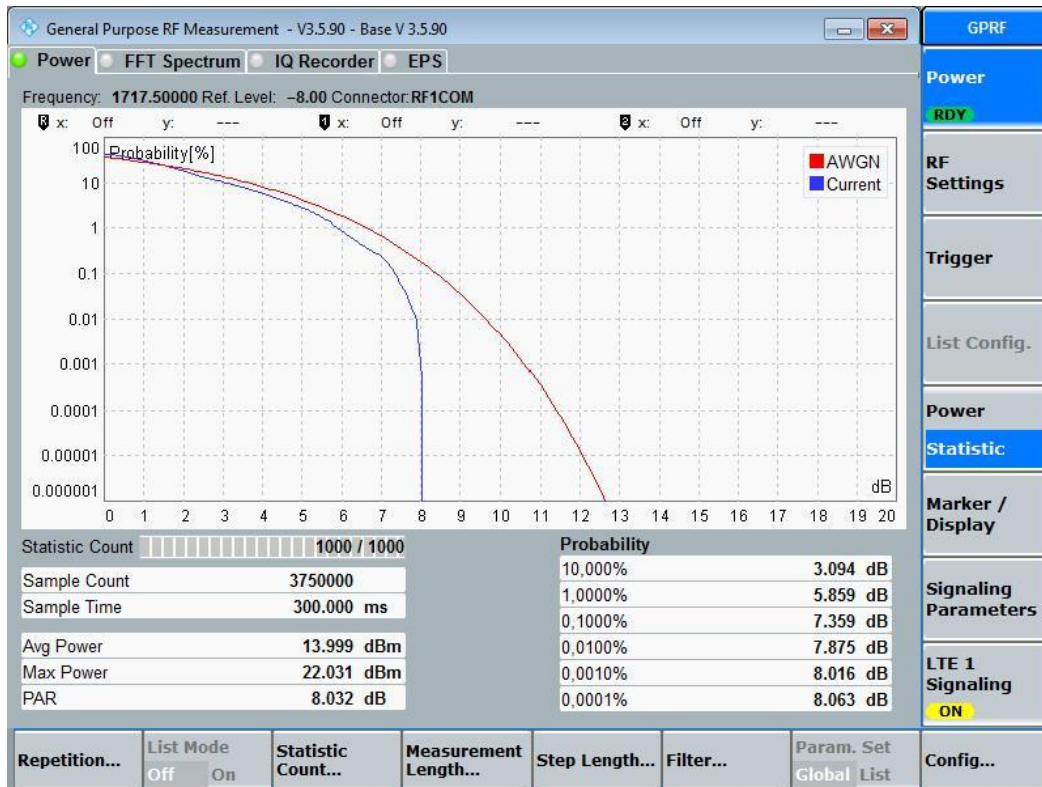 General Purpose RF Measurement - V3.5.90 - Base V 3.5.90
GPRF
Power FFT Spectrum IQ Recorder EPS
Frequency: 1717.50000 Ref. Level: -8.00 Connector:RF1COM
R x: Off y: --- 1 x: Off y: --- 2 x: Off y: ---
Probability[%]
AWGN
Current
100
10
1
0.1
0.01
0.001
0.0001
0.00001
0.000001
dB
0 1 2 3 4 5 6 7 8 9 10 11 12 13 14 15 16 17 18 19 20
Statistic Count 1000 / 1000
Sample Count 3750000
Sample Time 300.000 ms
Avg Power 13.999 dBm
Max Power 22.031 dBm
PAR 8.032 dB
Probability
10,000% 3.094 dB
1,0000% 5.859 dB
0,1000% 7.359 dB
0,0100% 7.875 dB
0,0010% 8.016 dB
0,0001% 8.063 dB
Power
RDY
RF
Settings
Trigger
List Config.
Power
Statistic
Marker /
Display
Signaling
Parameters
LTE 1
Signaling
ON
Repetition...
List Mode
Off On
Statistic
Count...
Measurement
Length...
Step Length...
Filter...
Param. Set
Global List
Config...